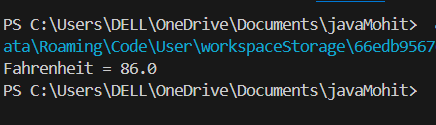 PS C:\Users\DELL\OneDrive\Documents\javaMohit>
ata\Roaming\Code\User\workspaceStorage\66edb9567
Fahrenheit = 86.0
PS C:\Users\DELL\OneDrive\Documents\javaMohit>